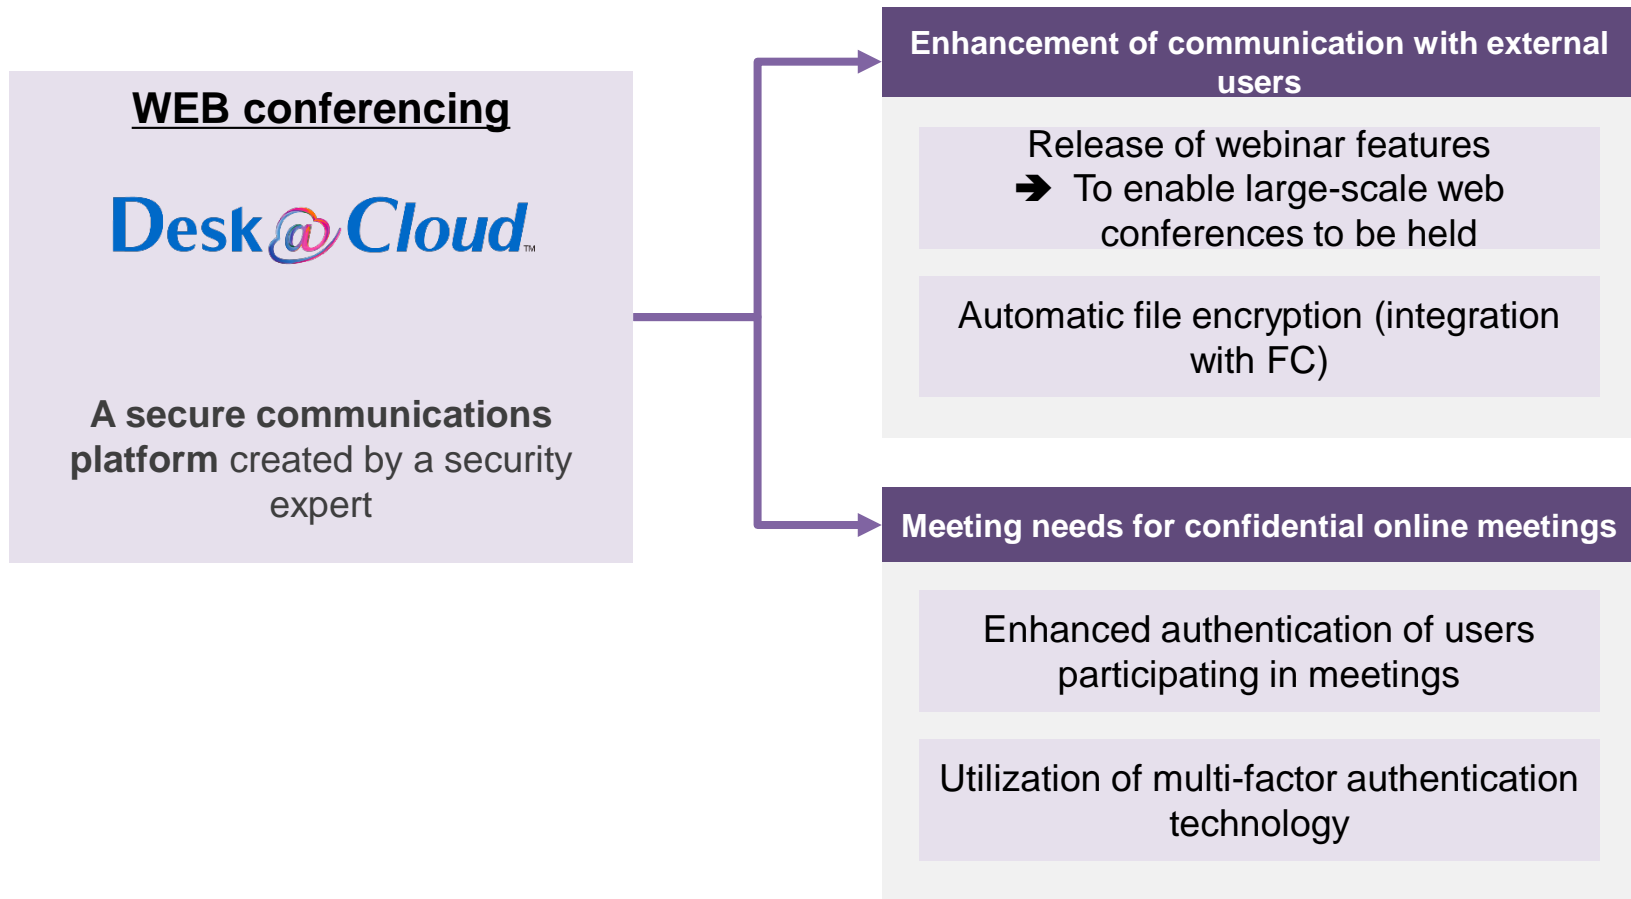 WEB conferencing
Desk@Cloud™
A secure communications
platform created by a security
expert
Enhancement of communication with external
users
Release of webinar features
➔ To enable large-scale web
conferences to be held
Automatic file encryption (integration
with FC)
Meeting needs for confidential online meetings
Enhanced authentication of users
participating in meetings
Utilization of multi-factor authentication
technology